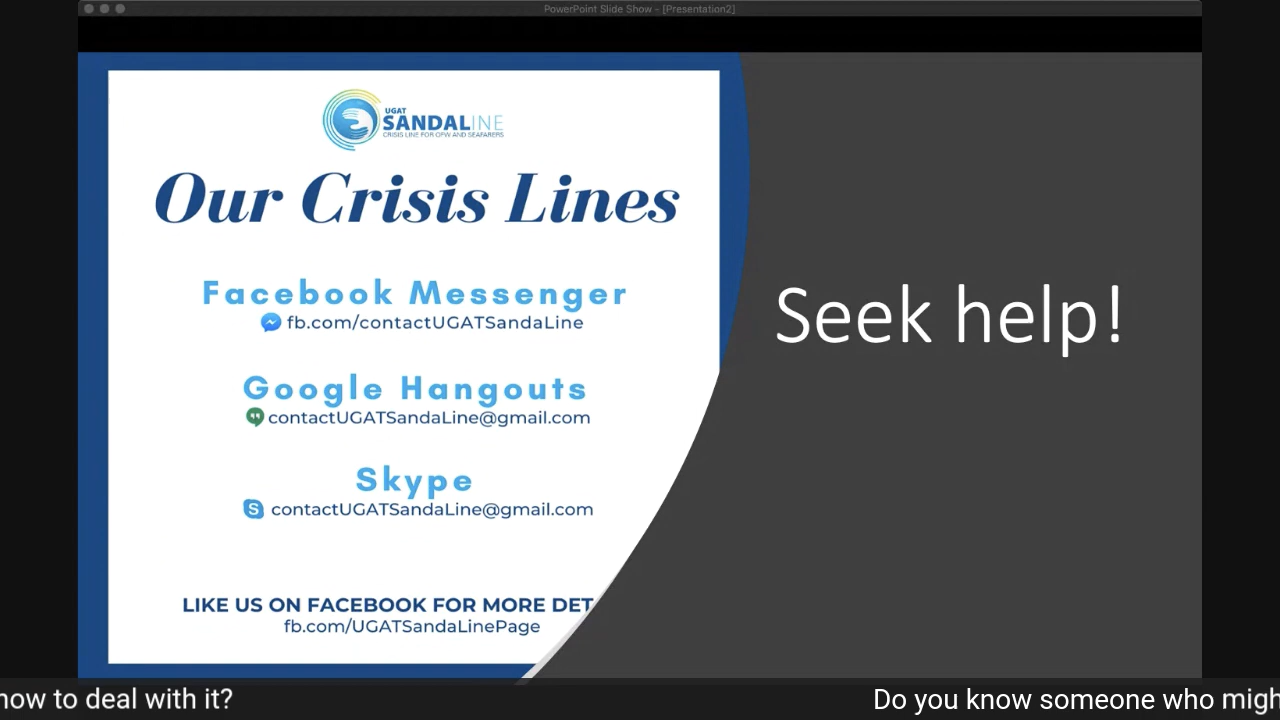 PowerPoint Slide Show - [Presentation2]
UGAT
SANDALINE
CRISIS LINE FOR OFW AND SEAFARERS
Our Crisis Lines
Facebook Messenger
fb.com/contactUGATSandaLine
Google Hangouts
contactUGATSandaLine@gmail.com
Skype
contactUGATSandaLine@gmail.com
LIKE US ON FACEBOOK FOR MORE DET
fb.com/UGATSandaLinePage
Seek help!
how to deal with it?
Do you know someone who migh